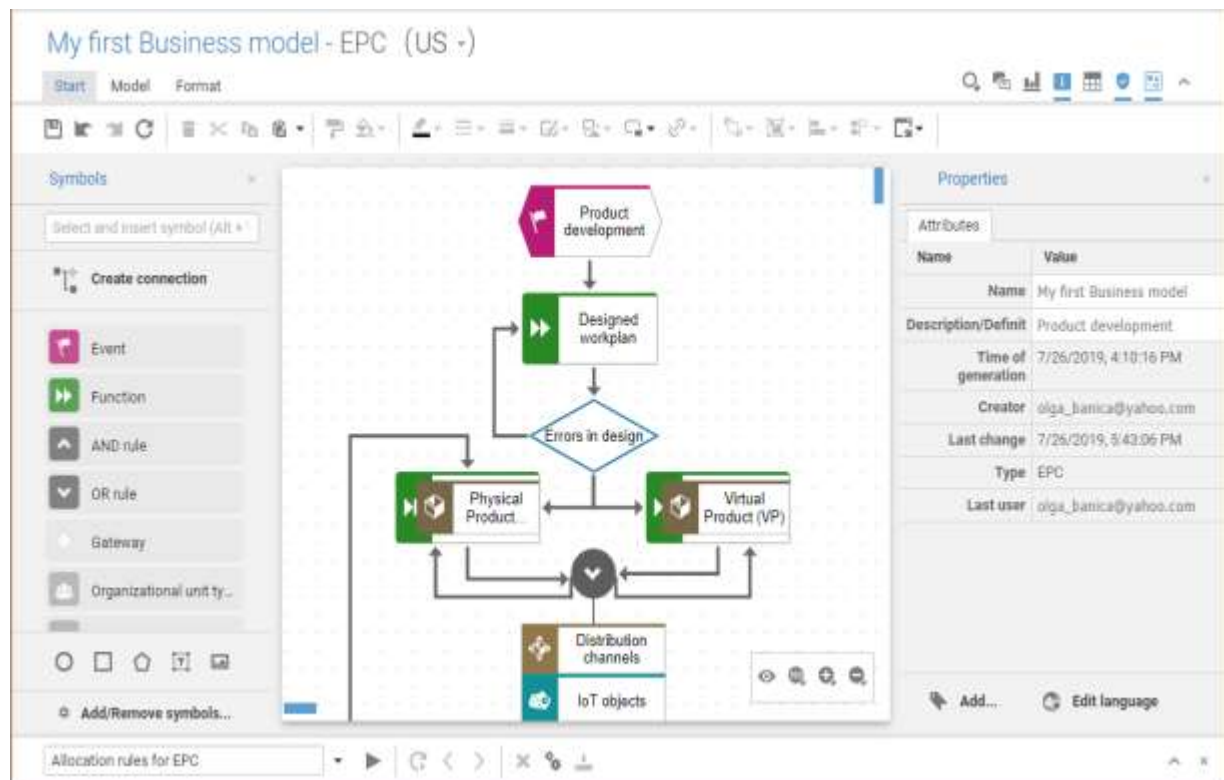 My first Business model - EPC (US -)
Start Model Format
Symbols
Select and insert symbol (Alt +
Create connection
Event
Function
AND rule
OR rule
Gateway
Organizational unit ty...
Add/Remove symbols...
Product
development
Designed
workplan
Errors in design
Physical
Product...
Virtual
Product (VP)
Distribution
channels
IoT objects
Properties
Attributes
Name Value
Name My first Business model
Description/Definit Product development
Time of 7/26/2019, 4:10:16 PM
generation
Creator olga_banica@yahoo.com
Last change 7/26/2019, 5:43:06 PM
Type EPC
Last user olga_banica@yahoo.com
Add... Edit language
Allocation rules for EPC